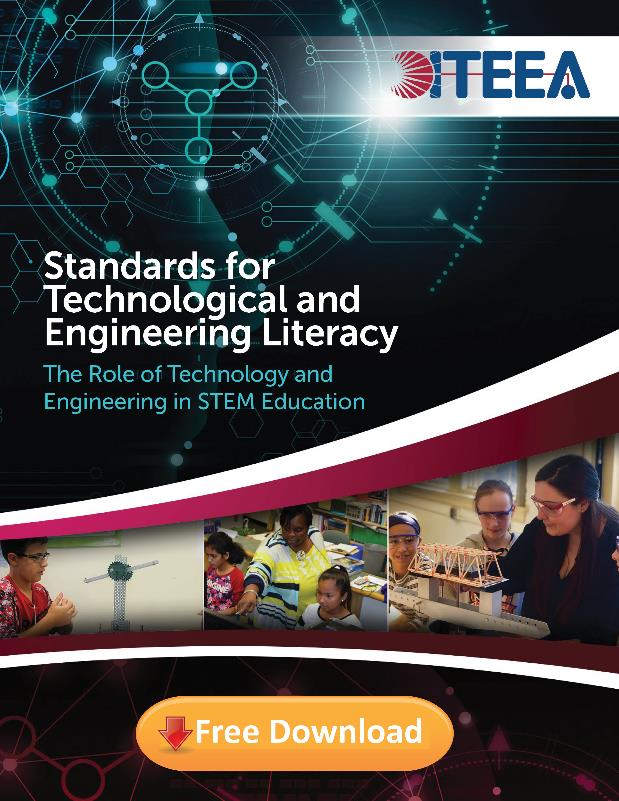 ITEEA
Standards for
Technological and
Engineering Literacy
The Role of Technology and
Engineering in STEM Education
Free Download